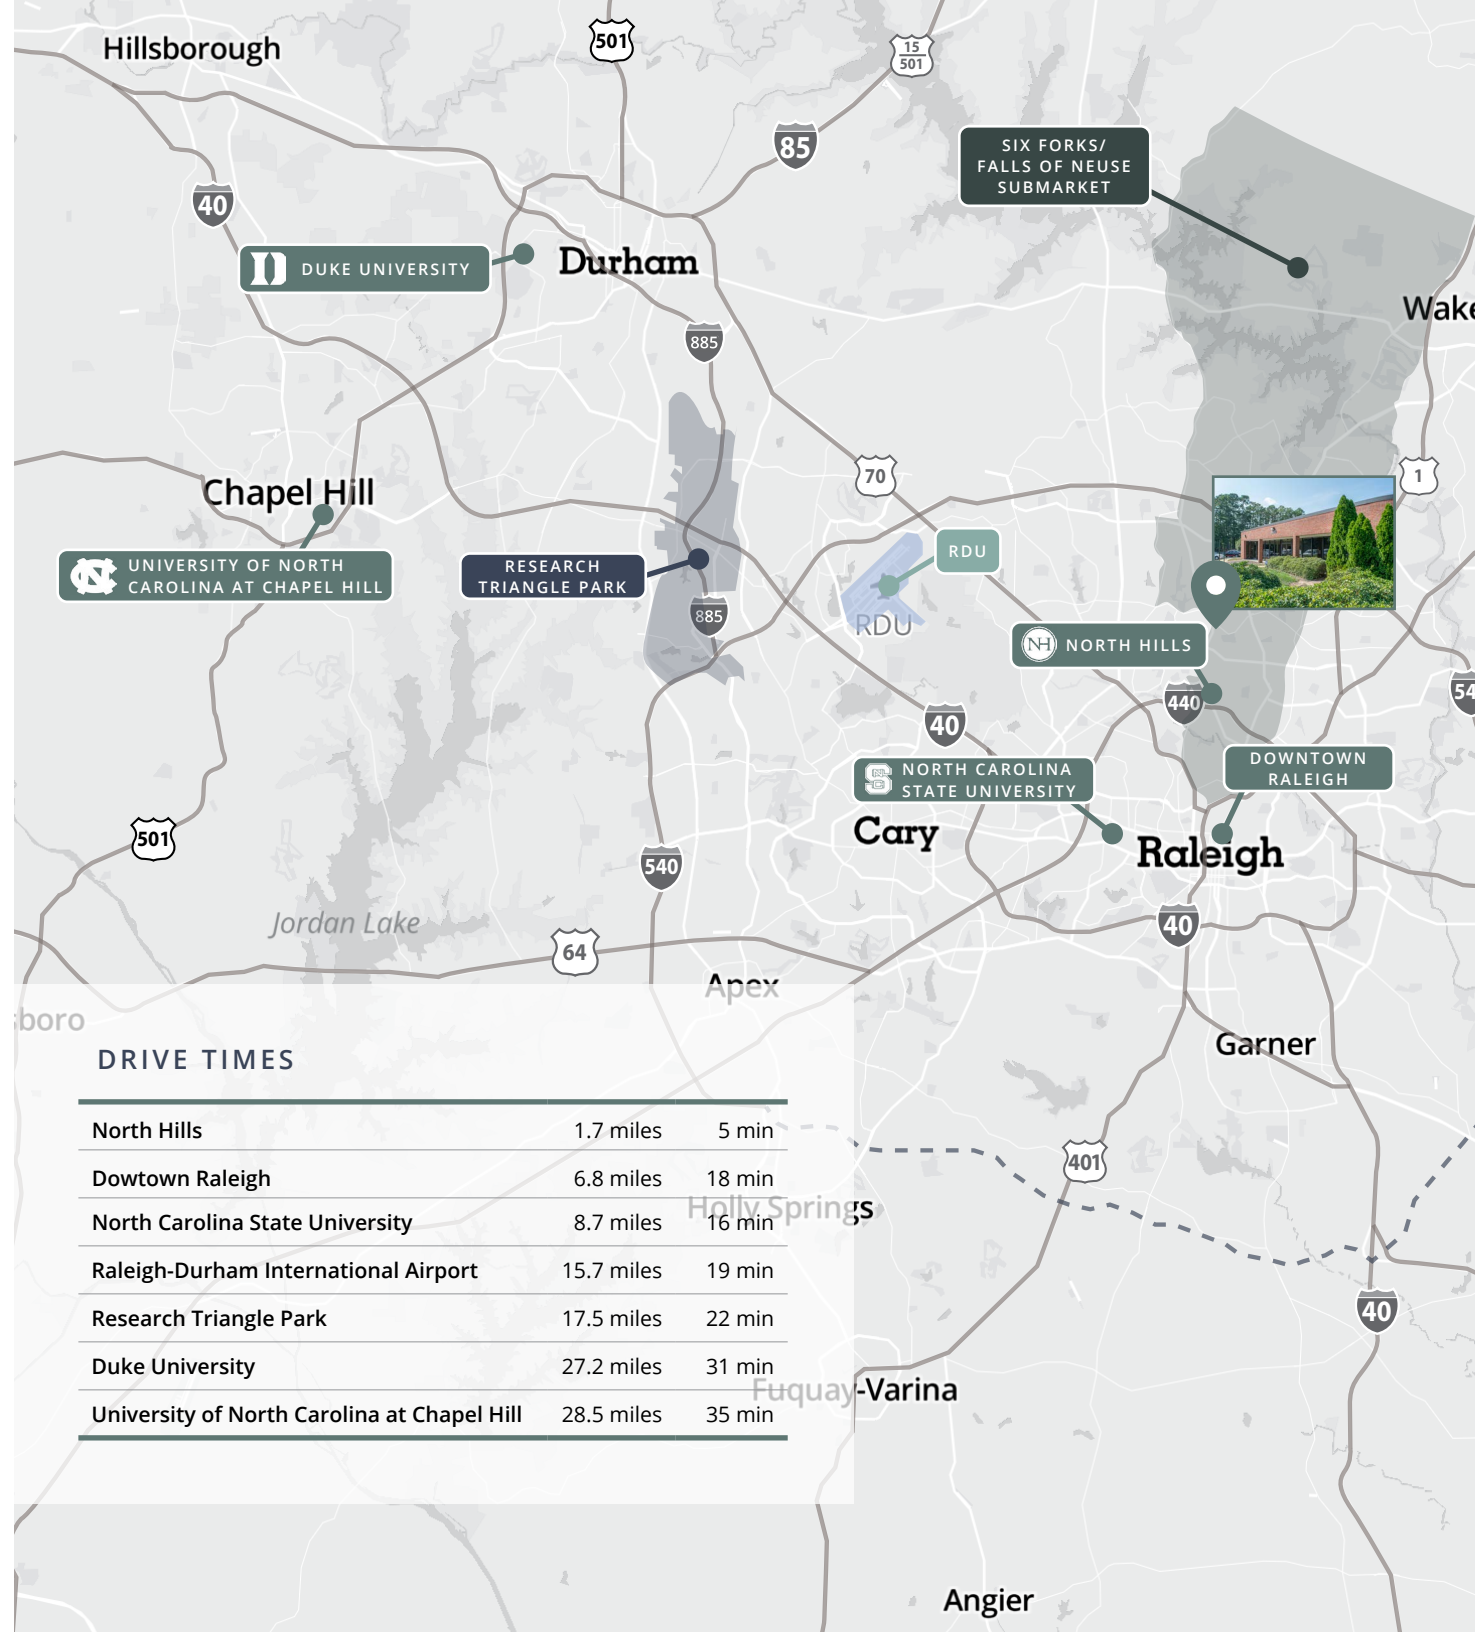 Hillsborough
501
15
501
85
SIX FORKS/
FALLS OF NEUSE
SUBMARKET
40
DUKE UNIVERSITY
Durham
Wake
885
70
1
Chapel Hill
RDU
UNIVERSITY OF NORTH
CAROLINA AT CHAPEL HILL
RESEARCH
TRIANGLE PARK
885
RDU
NH NORTH HILLS
440
54
40
NORTH CAROLINA
STATE UNIVERSITY
DOWNTOWN
RALEIGH
501
Cary
Raleigh
540
Jordan Lake
40
64
Apex
sboro
Garner
DRIVE TIMES
North Hills 1.7 miles 5 min
Dowtown Raleigh 6.8 miles 18 min
North Carolina State University 8.7 miles 16 min
Raleigh-Durham International Airport 15.7 miles 19 min
Research Triangle Park 17.5 miles 22 min
Duke University 27.2 miles 31 min
University of North Carolina at Chapel Hill 28.5 miles 35 min
401
Holly Springs
40
Fuquay-Varina
Angier